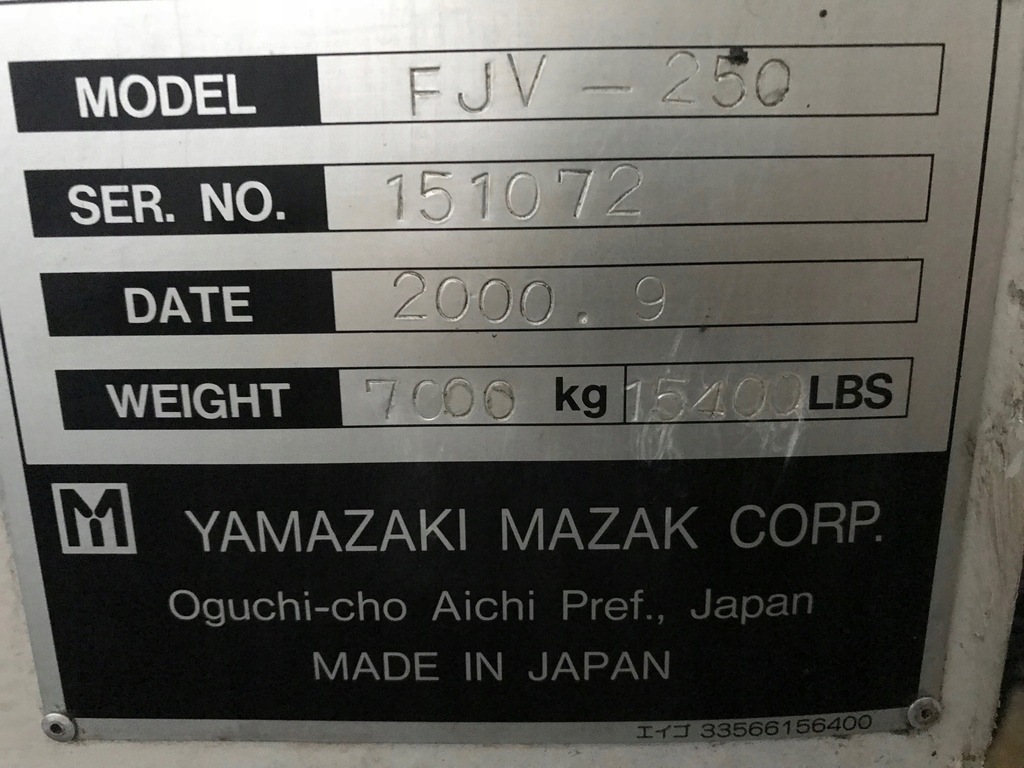 MODEL FJV-250
SER. NO. 151072
DATE 2000.9
WEIGHT 7000 kg 15400 LBS
YAMAZAKI MAZAK CORP.
Oguchi-cho Aichi Pref., Japan
MADE IN JAPAN
エイゴ 33566156400